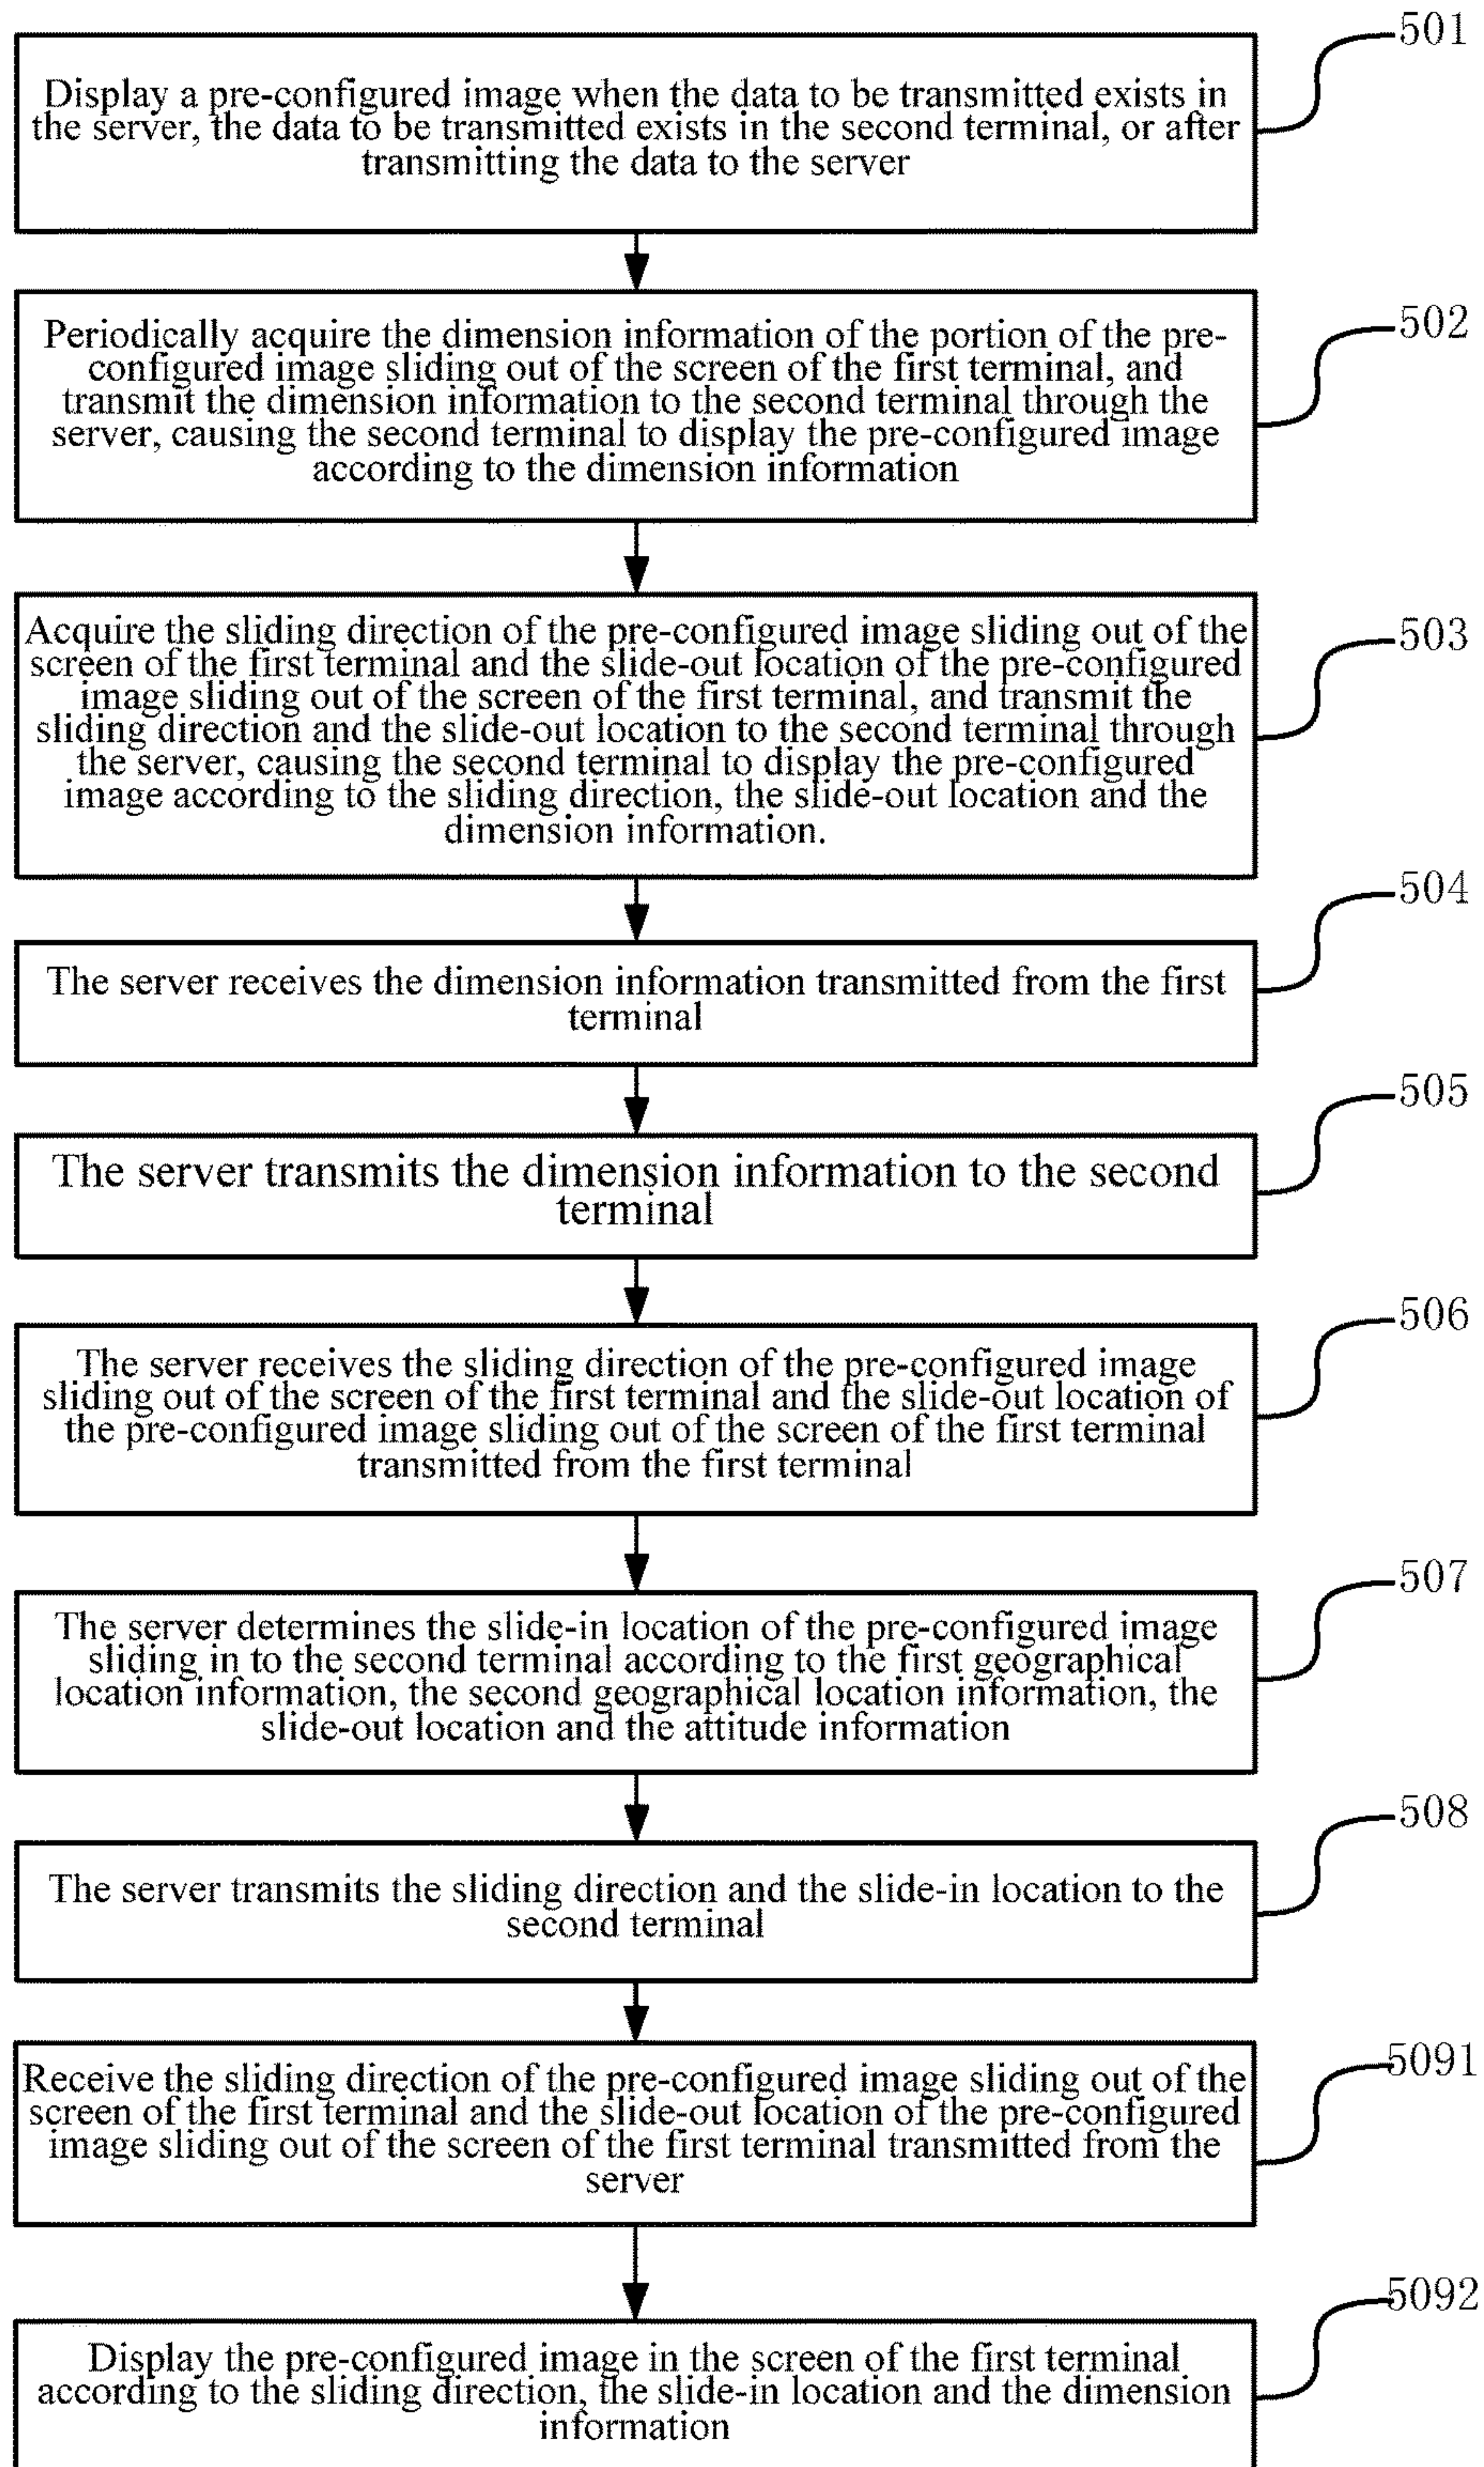 501
Display a pre-configured image when the data to be transmitted exists in
the server, the data to be transmitted exists in the second terminal, or after
transmitting the data to the server
502
Periodically acquire the dimension information of the portion of the pre-
configured image sliding out of the screen of the first terminal, and
transmit the dimension information to the second terminal through the
server, causing the second terminal to display the pre-configured image
according to the dimension information
503
Acquire the sliding direction of the pre-configured image sliding out of the
screen of the first terminal and the slide-out location of the pre-configured
image sliding out of the screen of the first terminal, and transmit the
sliding direction and the slide-out location to the second terminal through
the server, causing the second terminal to display the pre-configured
image according to the sliding direction, the slide-out location and the
dimension information.
504
The server receives the dimension information transmitted from the first
terminal
505
The server transmits the dimension information to the second
terminal
506
The server receives the sliding direction of the pre-configured image
sliding out of the screen of the first terminal and the slide-out location of
the pre-configured image sliding out of the screen of the first terminal
transmitted from the first terminal
507
The server determines the slide-in location of the pre-configured image
sliding in to the second terminal according to the first geographical
location information, the second geographical location information, the
slide-out location and the attitude information
508
The server transmits the sliding direction and the slide-in location to the
second terminal
5091
Receive the sliding direction of the pre-configured image sliding out of the
screen of the first terminal and the slide-out location of the pre-configured
image sliding out of the screen of the first terminal transmitted from the
server
5092
Display the pre-configured image in the screen of the first terminal
according to the sliding direction, the slide-in location and the dimension
information